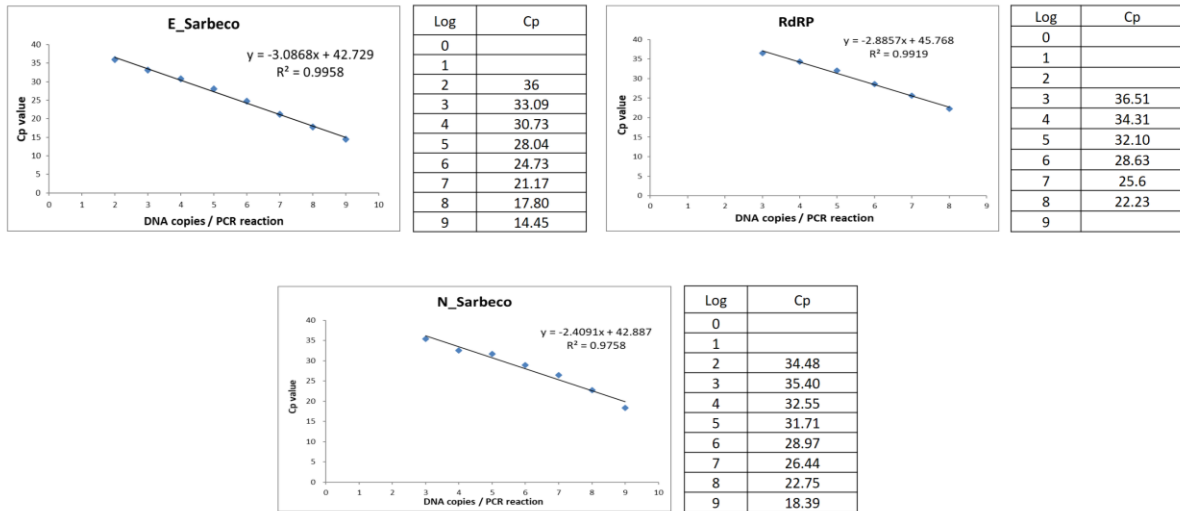 E_Sarbeco
y = -3.0868x + 42.729
R² = 0.9958
Cp value
40
35
30
25
20
15
10
5
0
0 1 2 3 4 5 6 7 8 9 10
DNA copies / PCR reaction
Log Cp
0
1
2 36
3 33.09
4 30.73
5 28.04
6 24.73
7 21.17
8 17.80
9 14.45
RdRP
y = -2.8857x + 45.768
R² = 0.9919
Cp value
40
35
30
25
20
15
10
5
0
0 1 2 3 4 5 6 7 8 9
DNA copies / PCR reaction
Log Cp
0
1
2
3 36.51
4 34.31
5 32.10
6 28.63
7 25.6
8 22.23
9
N_Sarbeco
y = -2.4091x + 42.887
R² = 0.9758
Cp value
40
35
30
25
20
15
10
5
0
0 1 2 3 4 5 6 7 8 9 10
DNA copies / PCR reaction
Log Cp
0
1
2 34.48
3 35.40
4 32.55
5 31.71
6 28.97
7 26.44
8 22.75
9 18.39